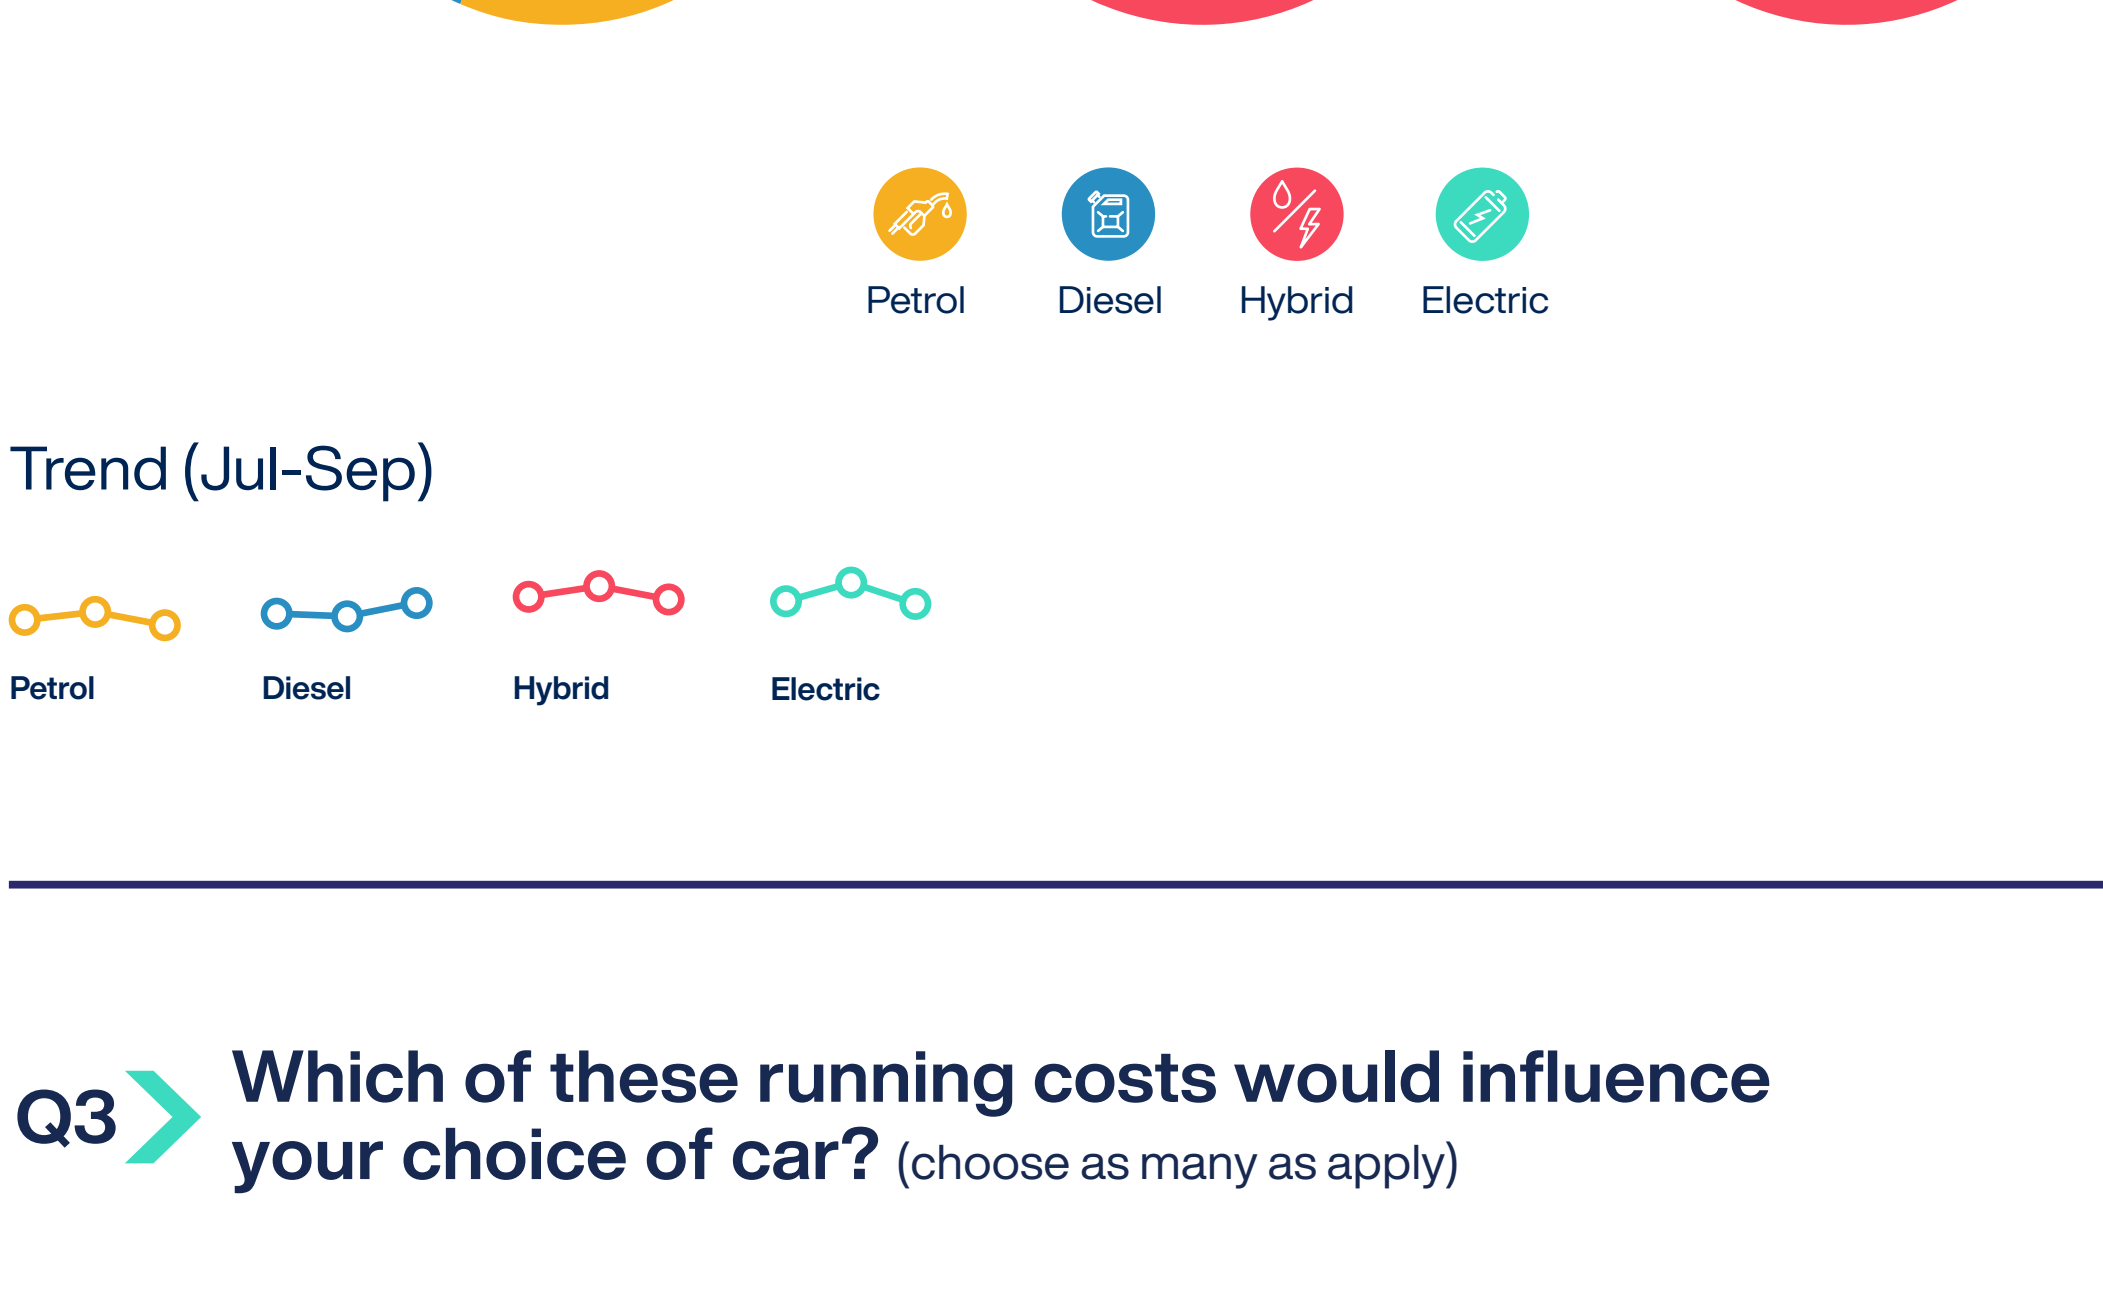 Petrol Diesel Hybrid Electric
Trend (Jul-Sep)
Petrol Diesel Hybrid Electric
Q3 Which of these running costs would influence
your choice of car? (choose as many as apply)